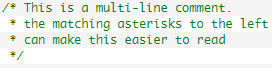 /* This is a multi-line comment.
 * the matching asterisks to the left
 * can make this easier to read
 */